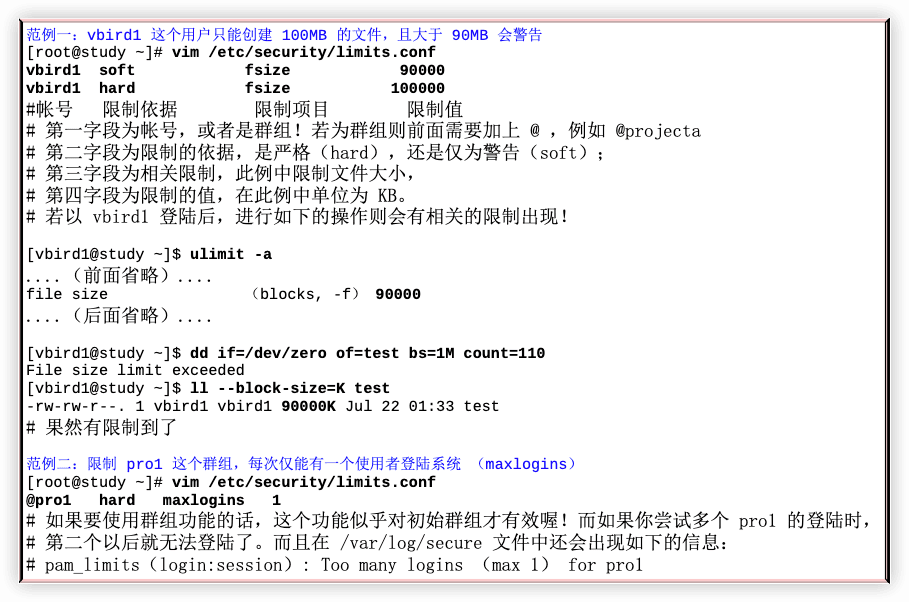 范例一：vbird1 这个用户只能创建 100MB 的文件，且大于 90MB 会警告
[root@study ~]# vim /etc/security/limits.conf
vbird1  soft            fsize            90000
vbird1  hard            fsize           100000
#帐号   限制依据        限制项目        限制值
# 第一字段为帐号，或者是群组！若为群组则前面需要加上 @ ，例如 @projecta
# 第二字段为限制的依据，是严格（hard），还是仅为警告（soft）；
# 第三字段为相关限制，此例中限制文件大小，
# 第四字段为限制的值，在此例中单位为 KB。
# 若以 vbird1 登陆后，进行如下的操作则会有相关的限制出现！

[vbird1@study ~]$ ulimit -a
....（前面省略）....
file size               （blocks, -f） 90000
....（后面省略）....

[vbird1@study ~]$ dd if=/dev/zero of=test bs=1M count=110
File size limit exceeded
[vbird1@study ~]$ ll --block-size=K test
-rw-rw-r--. 1 vbird1 vbird1 90000K Jul 22 01:33 test
# 果然有限制到了

范例二：限制 pro1 这个群组，每次仅能有一个使用者登陆系统 （maxlogins）
[root@study ~]# vim /etc/security/limits.conf
@pro1   hard   maxlogins   1
# 如果要使用群组功能的话，这个功能似乎对初始群组才有效喔！而如果你尝试多个 pro1 的登陆时，
# 第二个以后就无法登陆了。而且在 /var/log/secure 文件中还会出现如下的信息：
# pam_limits（login:session）: Too many logins （max 1） for pro1